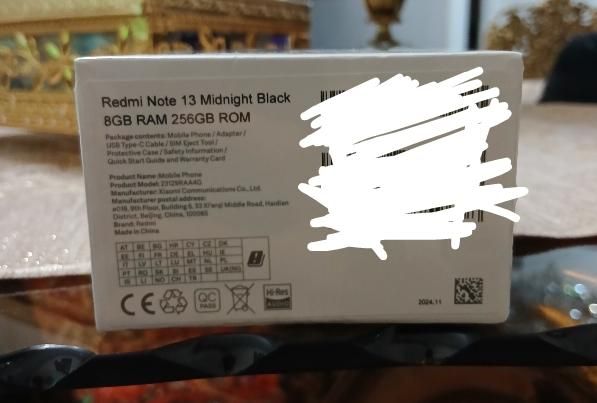 Redmi Note 13 Midnight Black
8GB RAM 256GB ROM
Package contents: Mobile Phone / Adapter /
USB Type-C Cable / SIM Eject Tool /
Protective Case / Safety Information /
Quick Start Guide and Warranty Card
Product Name:Mobile Phone
Product Model:
Manufacturer: Xiaomi Communications Co., Ltd.
Manufacturer postal address:
#019, 9th Floor, Building 6, 33 Xi'erqi Middle Road, Haidian
District, Beijing, China, 100085
Brand: Redmi
Made in China
AT BE BG HR CY CZ DK
EE FI FR DE EL HU IE
IT LV LT LU MT NL PL
PT RO SK SI ES SE UK(NI)
IS LI NO CH TR
CE
QC
PASS
Hi-Res
AUDIO
2024.11